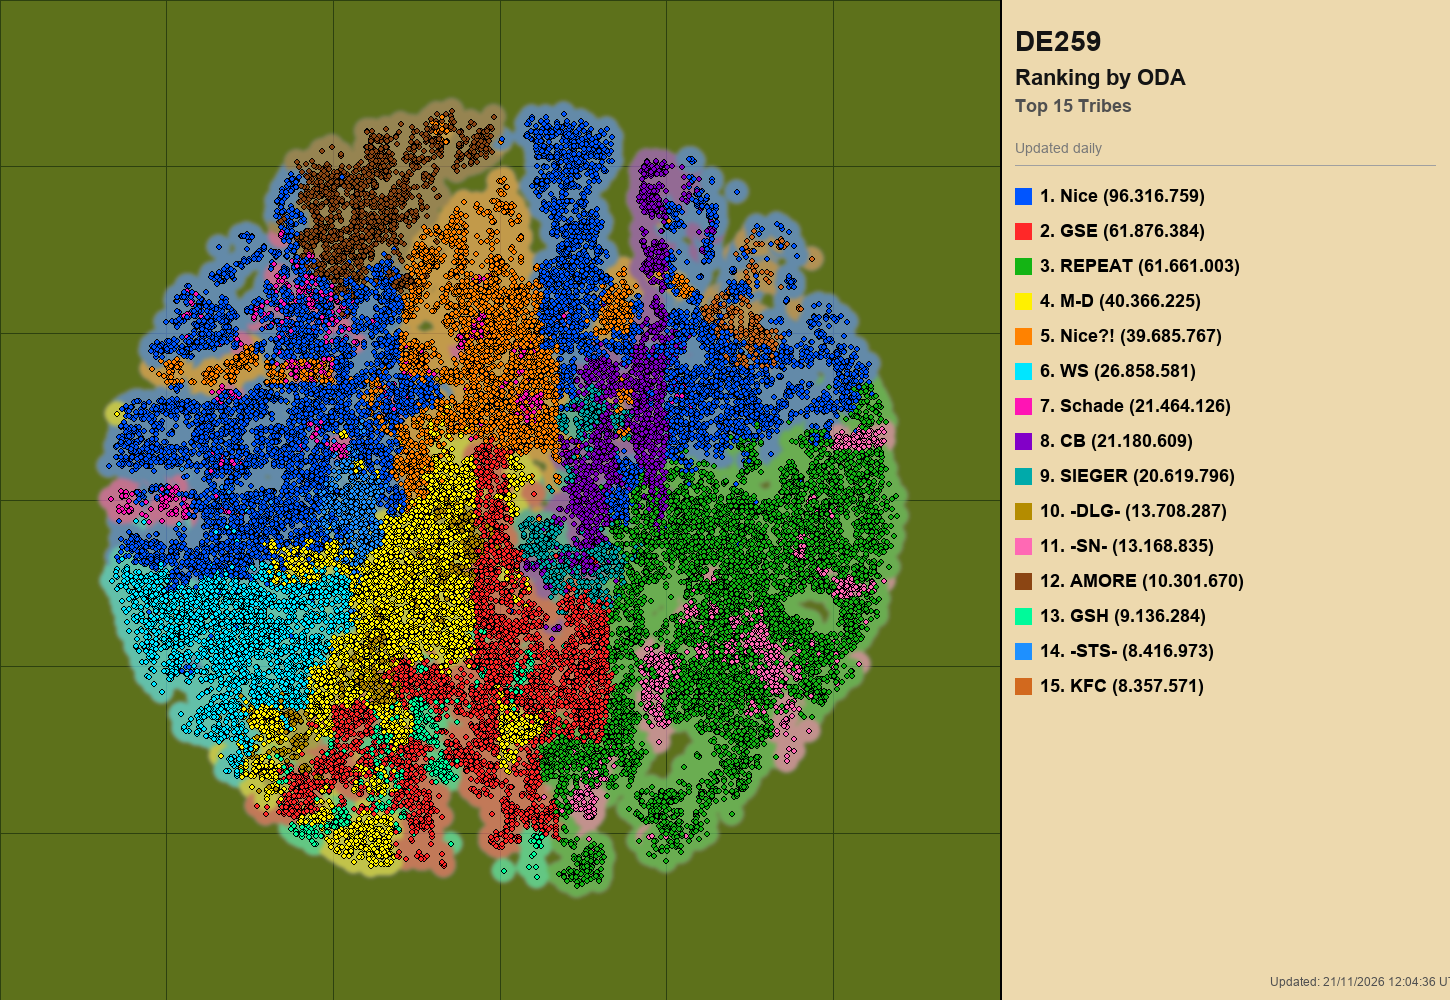 DE259
Ranking by ODA
Top 15 Tribes
Updated daily
1. Nice (96.316.759)
2. GSE (61.876.384)
3. REPEAT (61.661.003)
4. M-D (40.366.225)
5. Nice?! (39.685.767)
6. WS (26.858.581)
7. Schade (21.464.126)
8. CB (21.180.609)
9. SIEGER (20.619.796)
10. -DLG- (13.708.287)
11. -SN- (13.168.835)
12. AMORE (10.301.670)
13. GSH (9.136.284)
14. -STS- (8.416.973)
15. KFC (8.357.571)
Updated: 21/11/2026 12:04:36